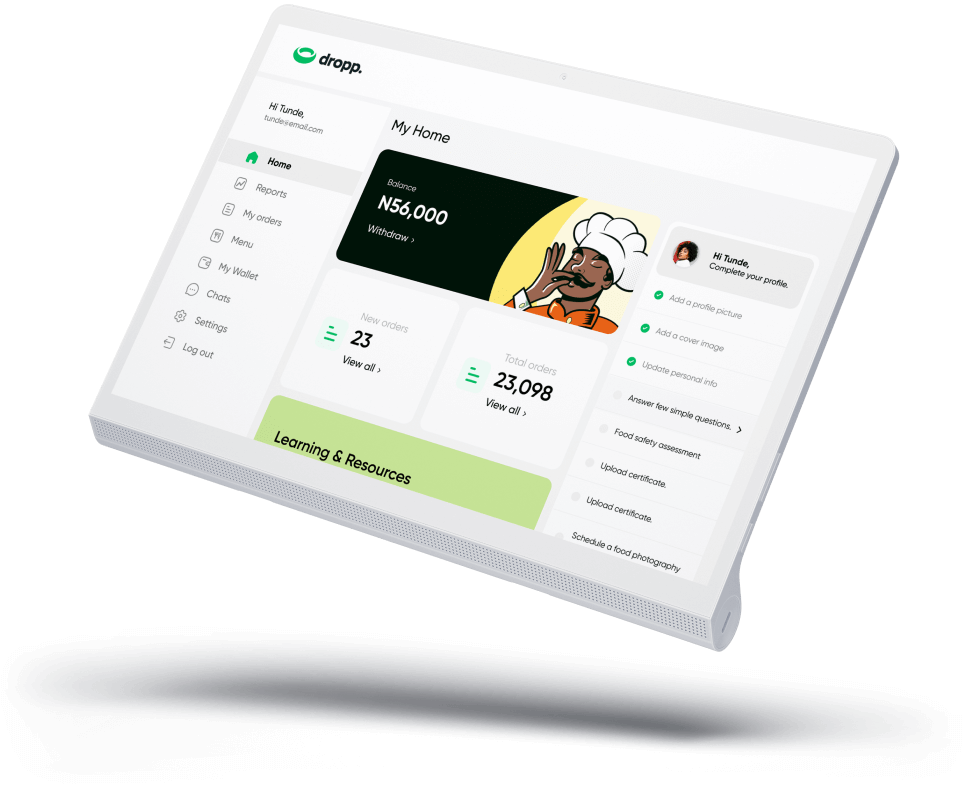 dropp.
Hi Tunde,
tunde@email.com
Home
Reports
My orders
Menu
My Wallet
Chats
Settings
Log out
My Home
Balance
N56,000
Withdraw ›
New orders
23
View all ›
Total orders
23,098
View all ›
Learning & Resources
Hi Tunde,
Complete your profile.
Add a profile picture
Add a cover image
Update personal info
Answer few simple questions.
Food safety assessment
Upload certificate.
Upload certificate.
Schedule a food photography